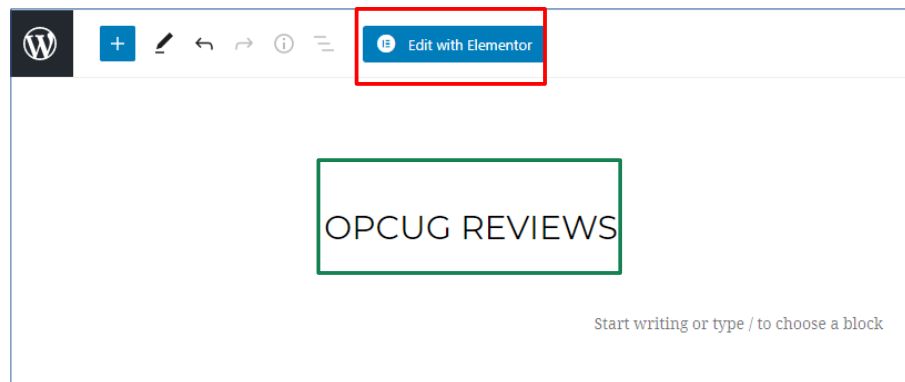 Edit with Elementor
OPCUG REVIEWS
Start writing or type / to choose a block